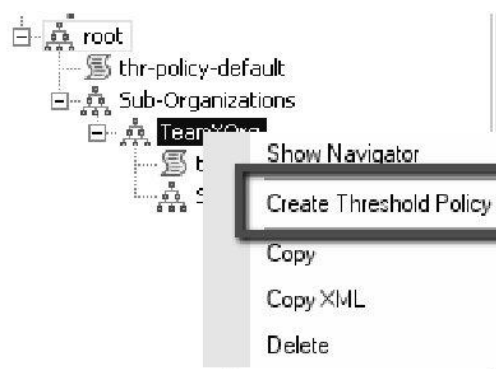 root
thr-policy-default
Sub-Organizations
Show Navigator
Create Threshold Policy
Copy
Copy XML
Delete